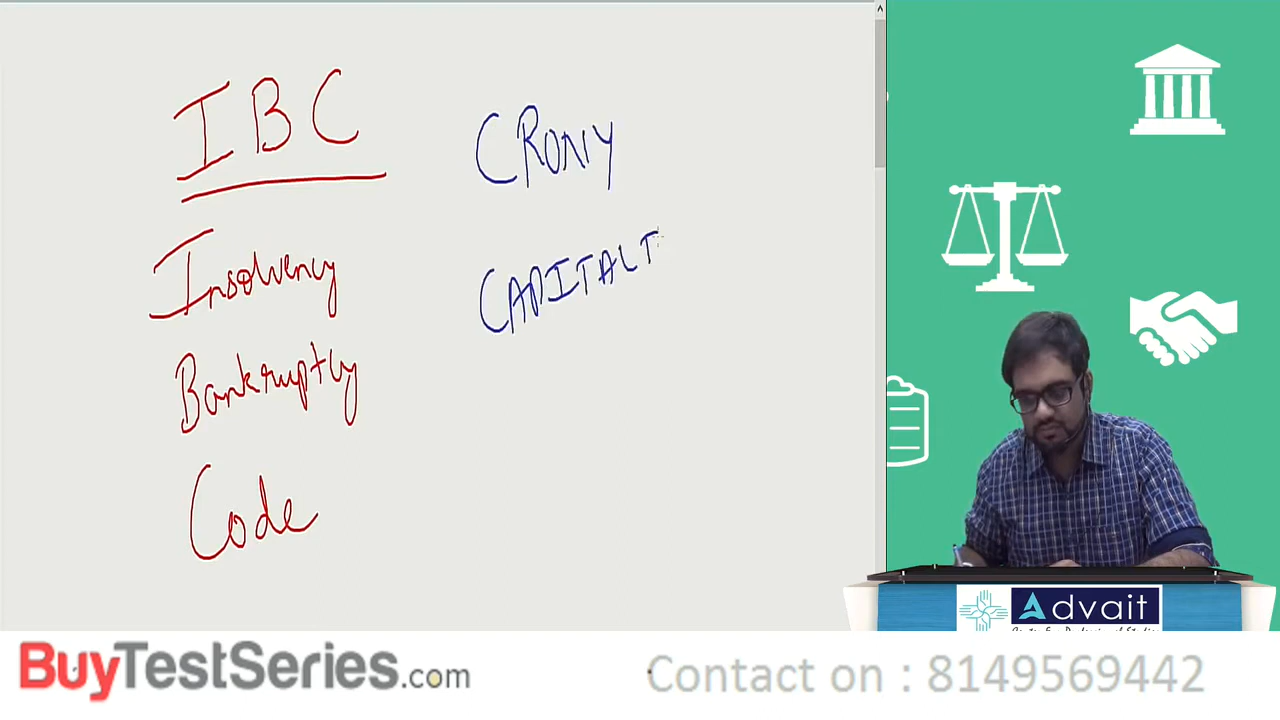 IBC
Insolvency
Bankruptcy
Code
CRONY
CAPITALI
Advait
BuyTestSeries.com
Contact on : 8149569442